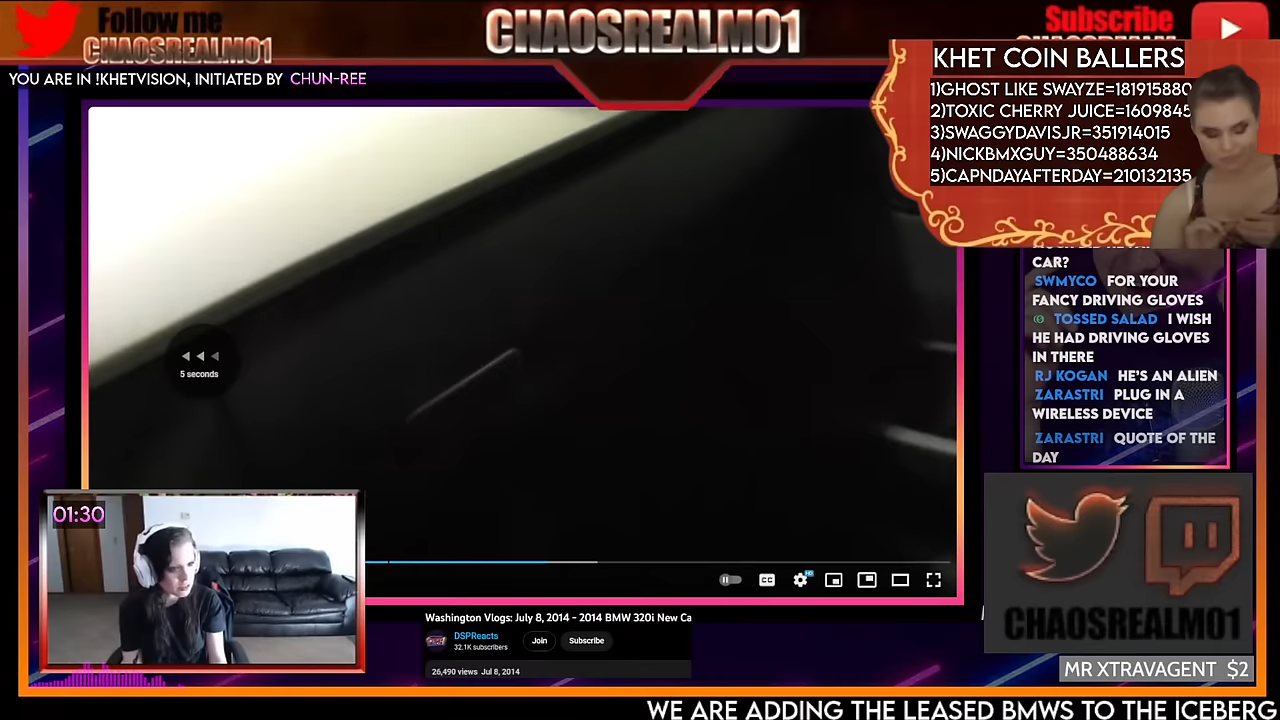 Follow me
CHAOSREALM01
CHAOSREALM01
Subscribe
YOU ARE IN !KHETVISION, INITIATED BY CHUN-REE
KHET COIN BALLERS
1)GHOST LIKE SWAYZE=181915880
2)TOXIC CHERRY JUICE=1609845
3)SWAGGYDAVISJR=351914015
4)NICKBMXGUY=350488634
5)CAPNDAYAFTERDAY=210132135
CAR?
SWMYCO FOR YOUR
FANCY DRIVING GLOVES
TOSSED SALAD I WISH
HE HAD DRIVING GLOVES
IN THERE
RJ KOGAN HE'S AN ALIEN
ZARASTRI PLUG IN A
WIRELESS DEVICE
ZARASTRI QUOTE OF THE
DAY
5 seconds
01:30
CC
HD
Washington Vlogs: July 8, 2014 - 2014 BMW 320i New Ca
DSPReacts
32.1K subscribers
Join
Subscribe
26,490 views Jul 8, 2014
CHAOSREALM01
MR XTRAVAGENT $2
WE ARE ADDING THE LEASED BMWS TO THE ICEBERG